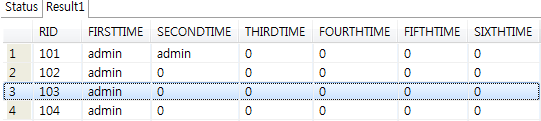 Status Result1
RID FIRSTTIME SECONDTIME THIRDTIME FOURTHTIME FIFTHTIME SIXTHTIME
1 101 admin admin 0 0 0 0
2 102 admin 0 0 0 0 0
3 103 admin 0 0 0 0 0
4 104 admin 0 0 0 0 0